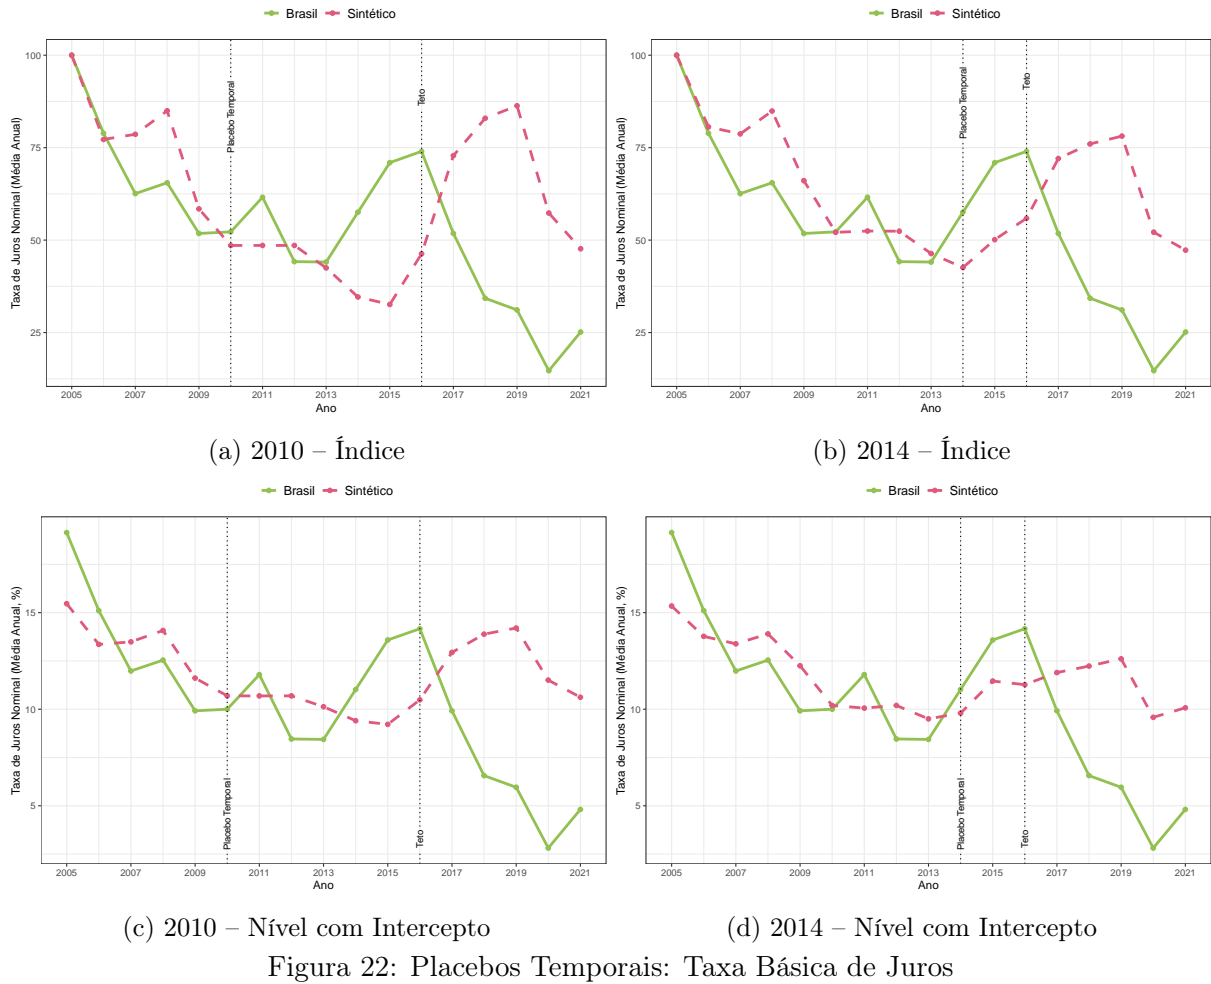 Brasil Sintético
Taxa de Juros Nominal (Média Anual)
100
75
50
25
Placebo Temporal
Teto
2005 2007 2009 2011 2013 2015 2017 2019 2021
Ano
(a) 2010 – Índice
Brasil Sintético
Taxa de Juros Nominal (Média Anual)
100
75
50
25
Placebo Temporal
Teto
2005 2007 2009 2011 2013 2015 2017 2019 2021
Ano
(b) 2014 – Índice
Brasil Sintético
Taxa de Juros Nominal (Média Anual, %)
15
10
5
Placebo Temporal
Teto
2005 2007 2009 2011 2013 2015 2017 2019 2021
Ano
(c) 2010 – Nível com Intercepto
Brasil Sintético
Taxa de Juros Nominal (Média Anual, %)
15
10
5
Placebo Temporal
Teto
2005 2007 2009 2011 2013 2015 2017 2019 2021
Ano
(d) 2014 – Nível com Intercepto
Figura 22: Placebos Temporais: Taxa Básica de Juros